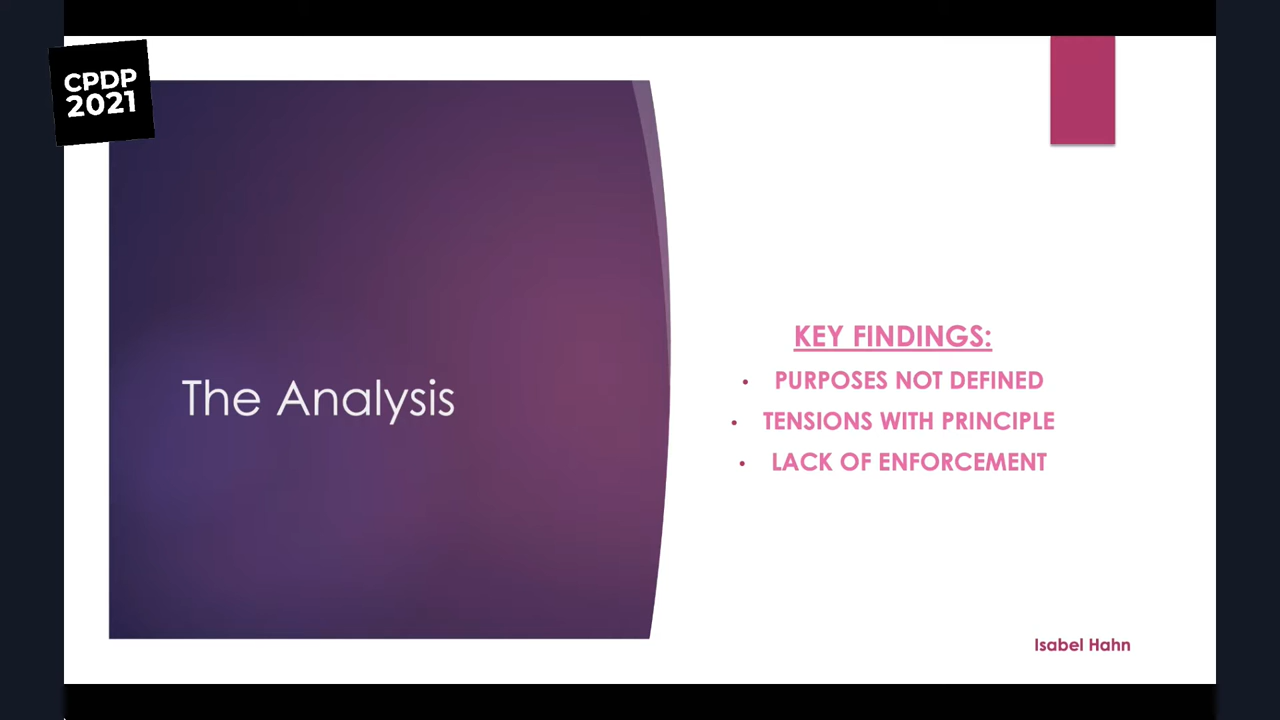 CPDP
2021
The Analysis
KEY FINDINGS:
• PURPOSES NOT DEFINED
• TENSIONS WITH PRINCIPLE
• LACK OF ENFORCEMENT
Isabel Hahn